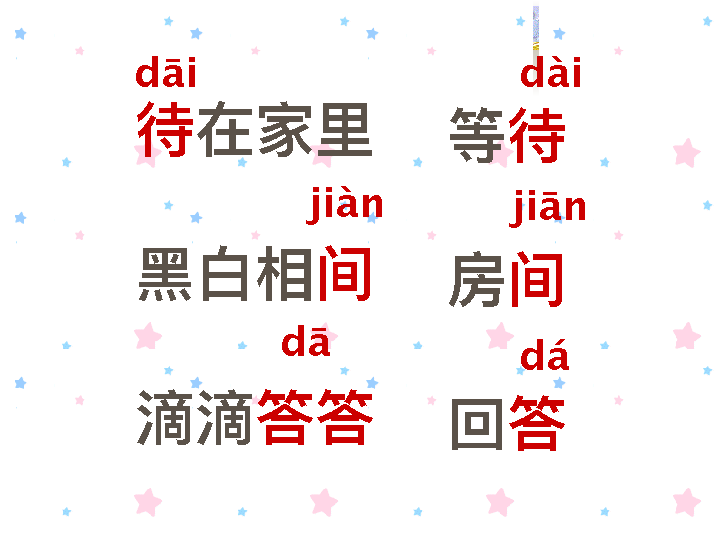 dāi dài
待在家里 等待
jiàn jiān
黑白相间 房间
dā dá
滴滴答答 回答